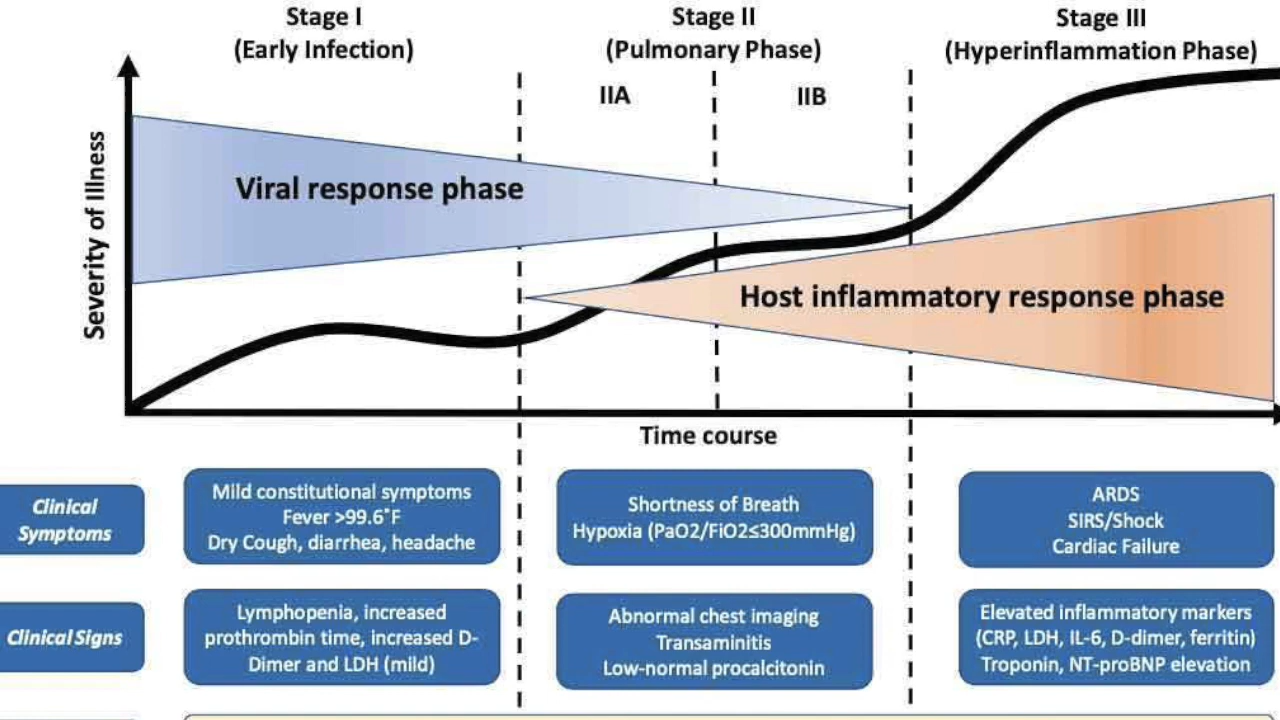 Stage I
(Early Infection)
Stage II
(Pulmonary Phase)
Stage III
(Hyperinflammation Phase)
IIA
IIB
Severity of Illness
Viral response phase
Host inflammatory response phase
Time course
Clinical
Symptoms
Mild constitutional symptoms
Fever >99.6°F
Dry Cough, diarrhea, headache
Shortness of Breath
Hypoxia (PaO2/FiO2≤300mmHg)
ARDS
SIRS/Shock
Cardiac Failure
Clinical Signs
Lymphopenia, increased
prothrombin time, increased D-
Dimer and LDH (mild)
Abnormal chest imaging
Transaminitis
Low-normal procalcitonin
Elevated inflammatory markers
(CRP, LDH, IL-6, D-dimer, ferritin)
Troponin, NT-proBNP elevation